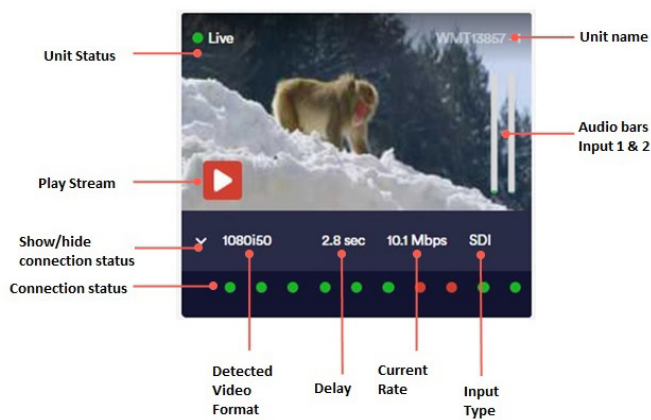 Live
WMT13857
Unit Status
Unit name
Audio bars
Input 1 & 2
Play Stream
Show/hide
connection status
1080i50
2.8 sec
10.1 Mbps
SDI
Connection status
Detected
Video
Format
Delay
Current
Rate
Input
Type